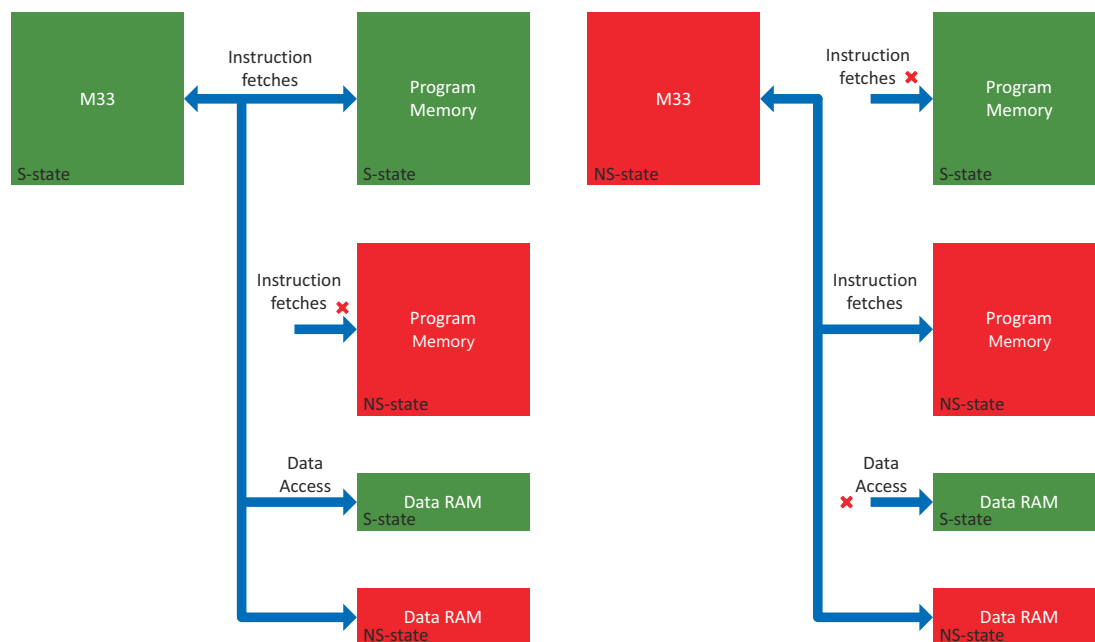 M33
S-state
Instruction
fetches
Program
Memory
S-state
Instruction
fetches
Program
Memory
NS-state
Data
Access
Data RAM
S-state
Data RAM
NS-state
M33
NS-state
Instruction
fetches
Program
Memory
S-state
Instruction
fetches
Program
Memory
NS-state
Data
Access
Data RAM
S-state
Data RAM
NS-state